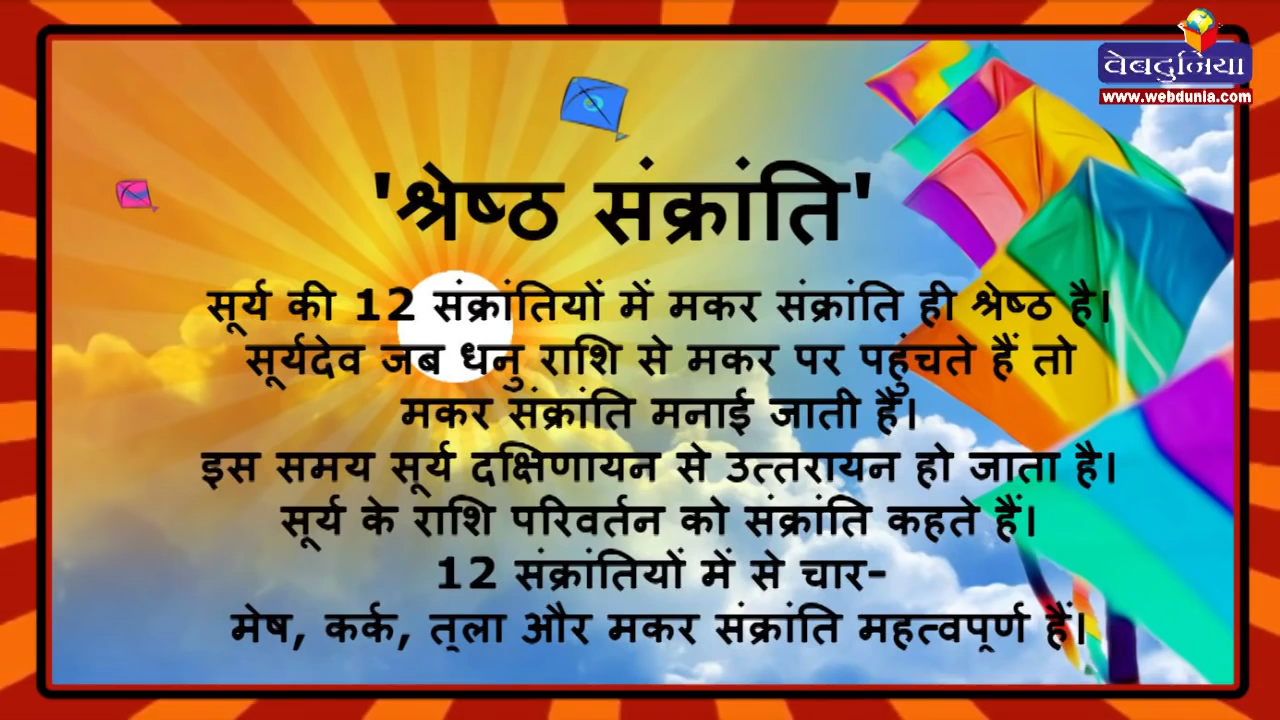 वेबदुनिया
www.webdunia.com
'श्रेष्ठ संक्रांति'
सूर्य की 12 संक्रांतियों में मकर संक्रांति ही श्रेष्ठ है।
सूर्यदेव जब धनु राशि से मकर पर पहुंचते हैं तो
मकर संक्रांति मनाई जाती है।
इस समय सूर्य दक्षिणायन से उत्तरायन हो जाता है।
सूर्य के राशि परिवर्तन को संक्रांति कहते हैं।
12 संक्रांतियों में से चार-
मेष, कर्क, तुला और मकर संक्रांति महत्वपूर्ण हैं।